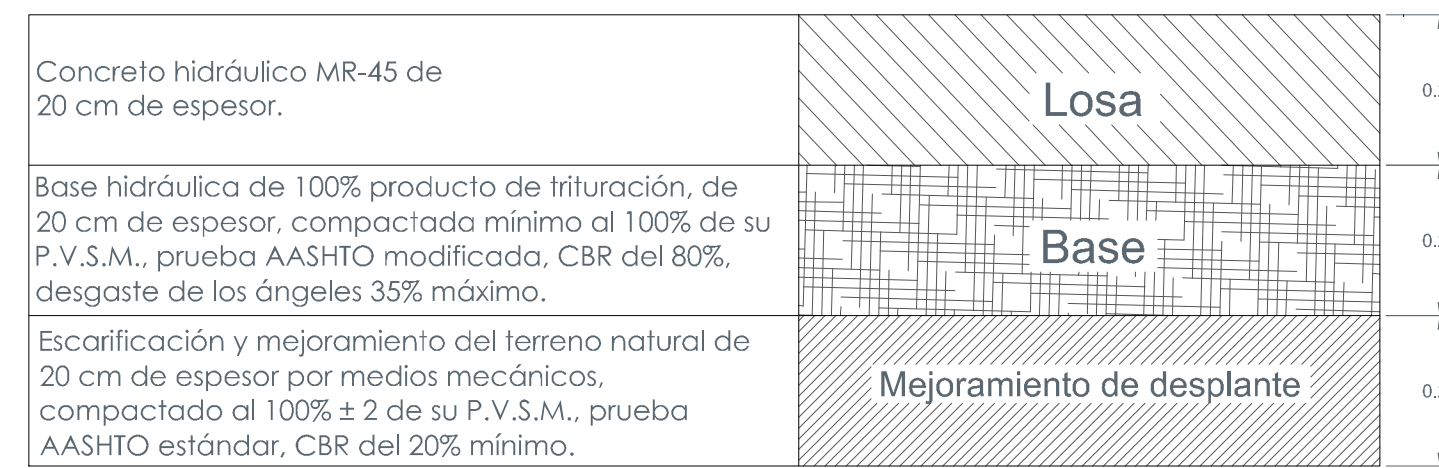 Concreto hidráulico MR-45 de
20 cm de espesor.
Losa
Base hidráulica de 100% producto de trituración, de
20 cm de espesor, compactada mínimo al 100% de su
P.V.S.M., prueba AASHTO modificada, CBR del 80%,
desgaste de los ángeles 35% máximo.
Base
Escarificación y mejoramiento del terreno natural de
20 cm de espesor por medios mecánicos,
compactado al 100% ± 2 de su P.V.S.M., prueba
AASHTO estándar, CBR del 20% mínimo.
Mejoramiento de desplante